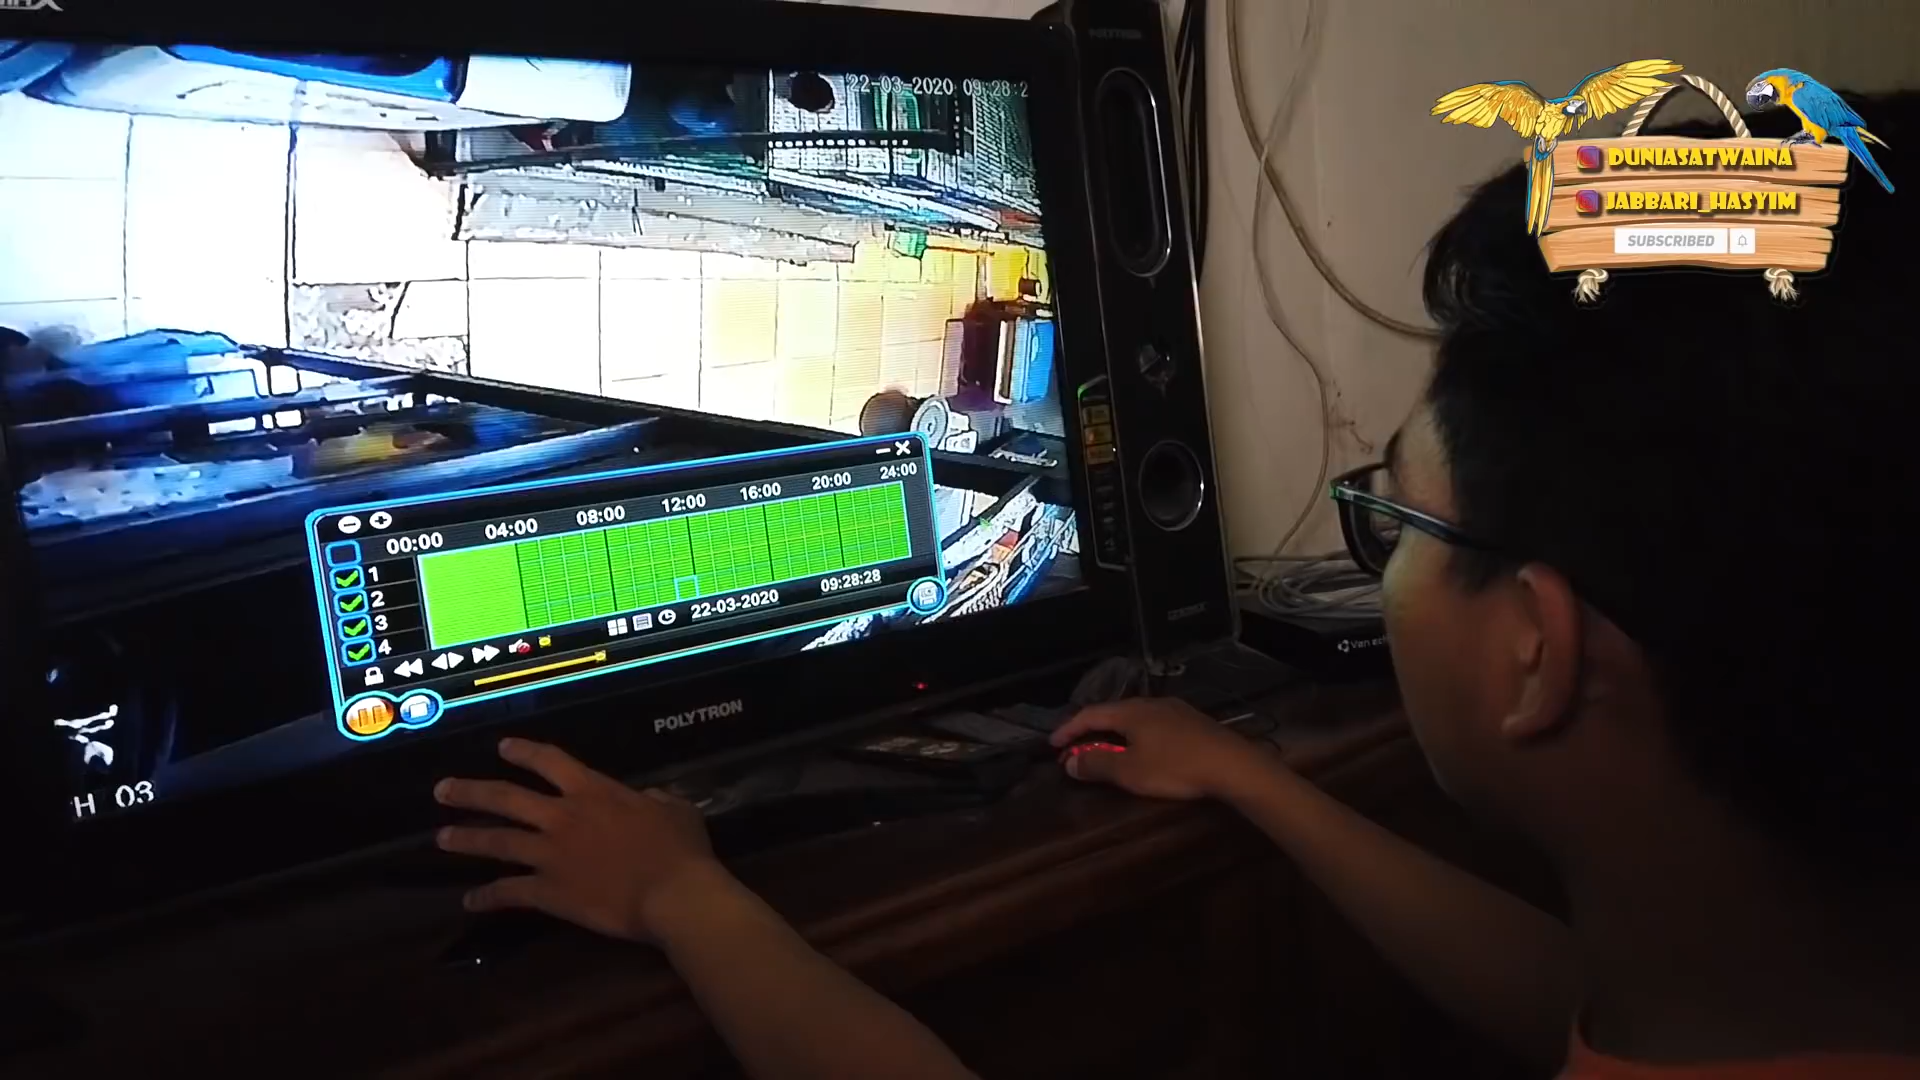 POLYTRON
22-03-2020 09:28:2
DUNIASATWAINA
JABBARI_HASYIM
SUBSCRIBED
00:00 04:00 08:00 12:00 16:00 20:00 24:00
1
2
3
4
22-03-2020 09:28:28
POLYTRON
H 03